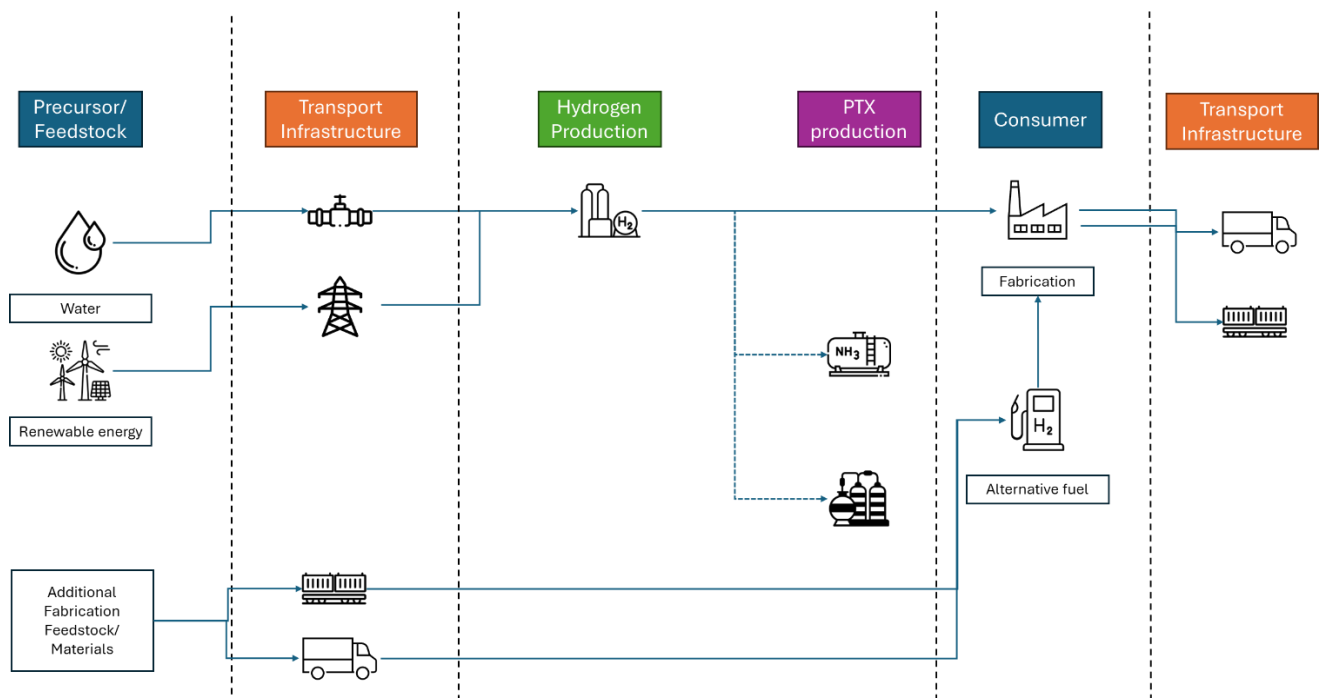 Precursor/
Feedstock
Transport
Infrastructure
Hydrogen
Production
PTX
production
Consumer
Transport
Infrastructure
H₂
Water
Fabrication
NH₃
Renewable energy
H₂
Alternative fuel
Additional
Fabrication
Feedstock/
Materials